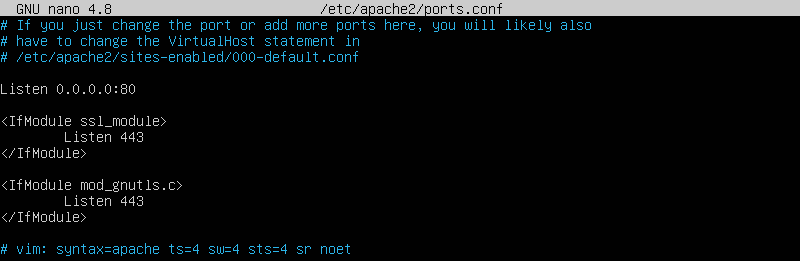 GNU nano 4.8 /etc/apache2/ports.conf
# If you just change the port or add more ports here, you will likely also
# have to change the VirtualHost statement in
# /etc/apache2/sites-enabled/000-default.conf
Listen 0.0.0.0:80
<IfModule ssl_module>
Listen 443
</IfModule>
<IfModule mod_gnutls.c>
Listen 443
</IfModule>
# vim: syntax=apache ts=4 sw=4 sts=4 sr noet